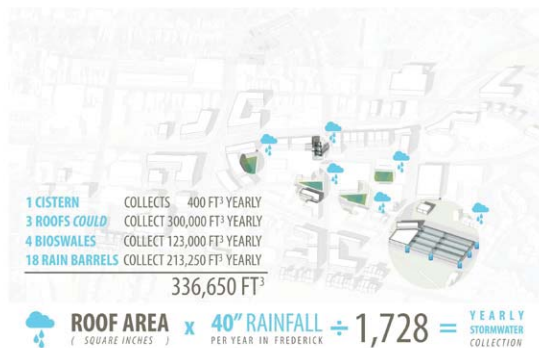 1 CISTERN COLLECTS 400 FT³ YEARLY
3 ROOFS COULD COLLECT 300,000 FT³ YEARLY
4 BIOSWALES COLLECT 123,000 FT³ YEARLY
18 RAIN BARRELS COLLECT 213,250 FT³ YEARLY
336,650 FT³
ROOF AREA x 40" RAINFALL ÷ 1,728 = YEARLY
( SQUARE INCHES ) PER YEAR IN FREDERICK STORMWATER
COLLECTION